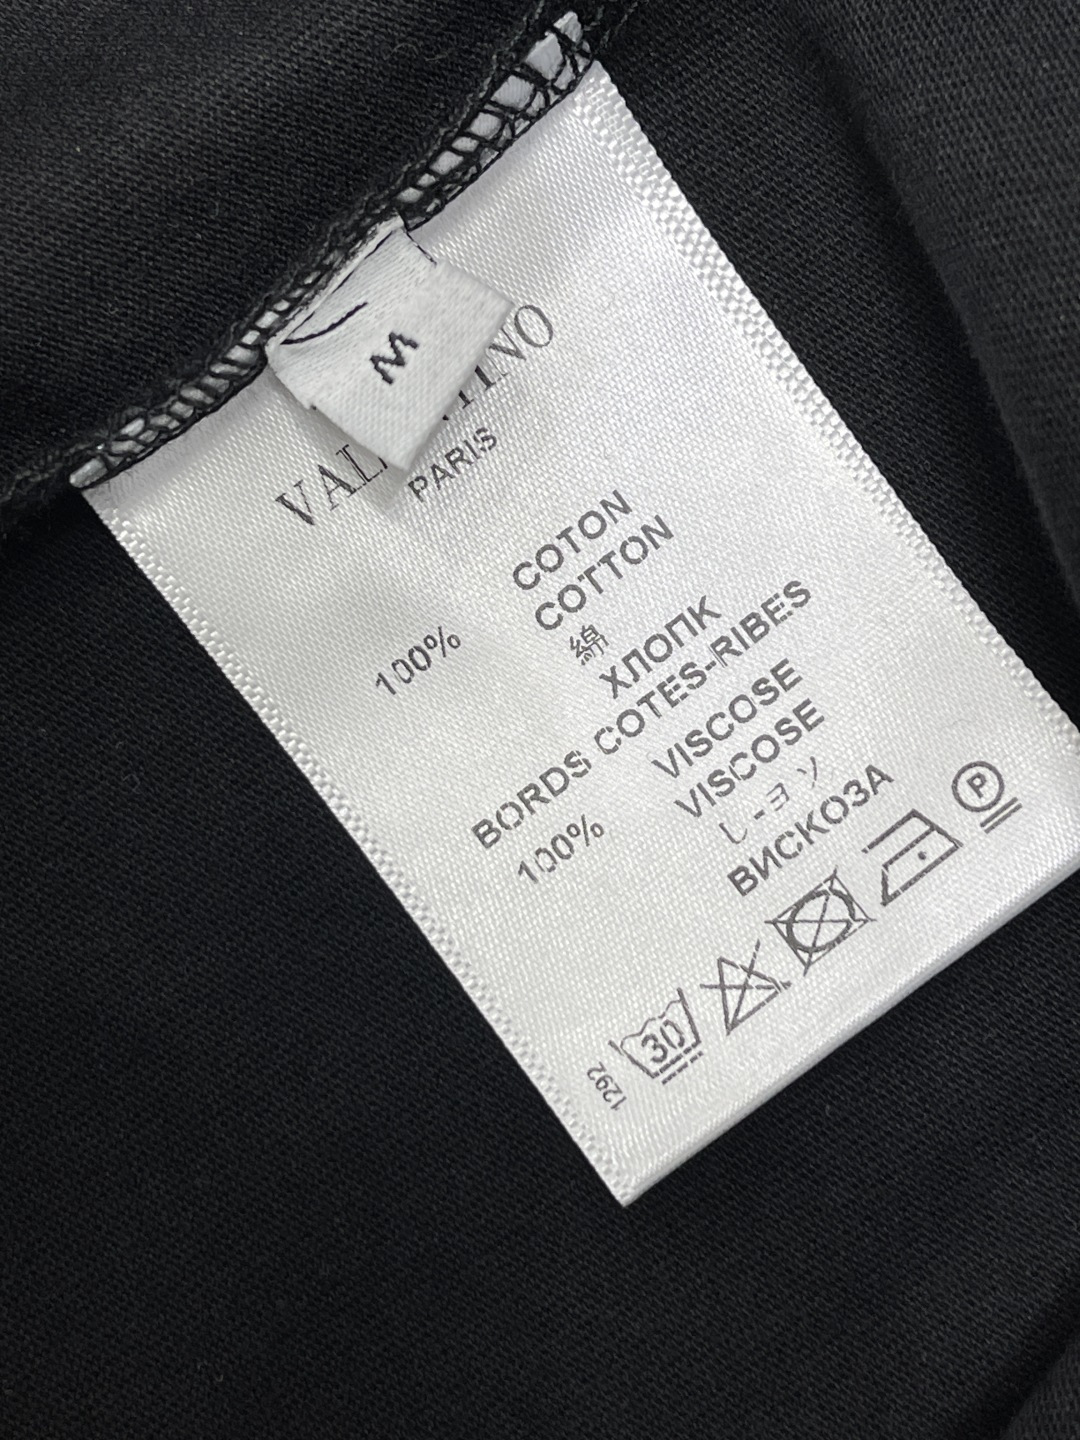 M
VALENTINO
PARIS
100% COTON
COTTON
綿
ХЛОПК
BORDS COTES-RIBES
100% VISCOSE
VISCOSE
レ-ヨン
ВИСКОЗА
30
P
1292